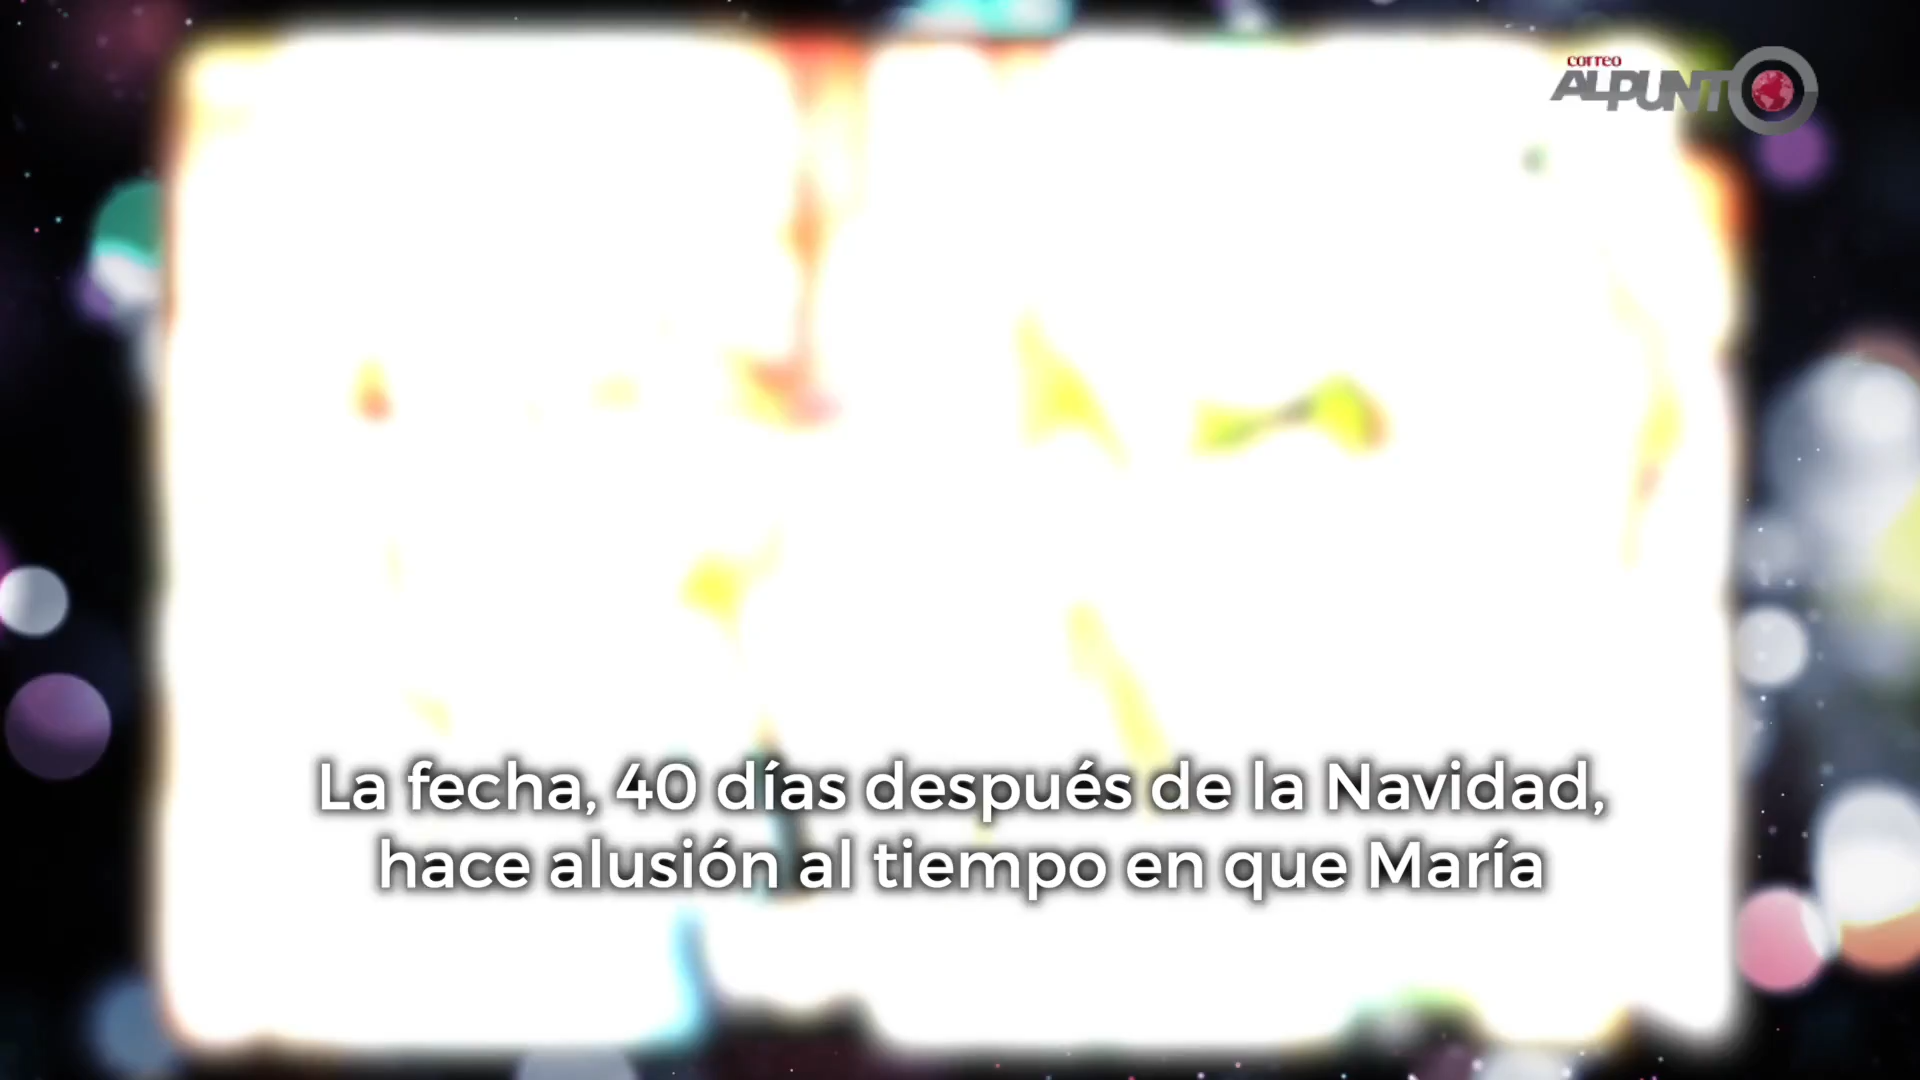 correo
ALPUNTO
La fecha, 40 días después de la Navidad,
hace alusión al tiempo en que María